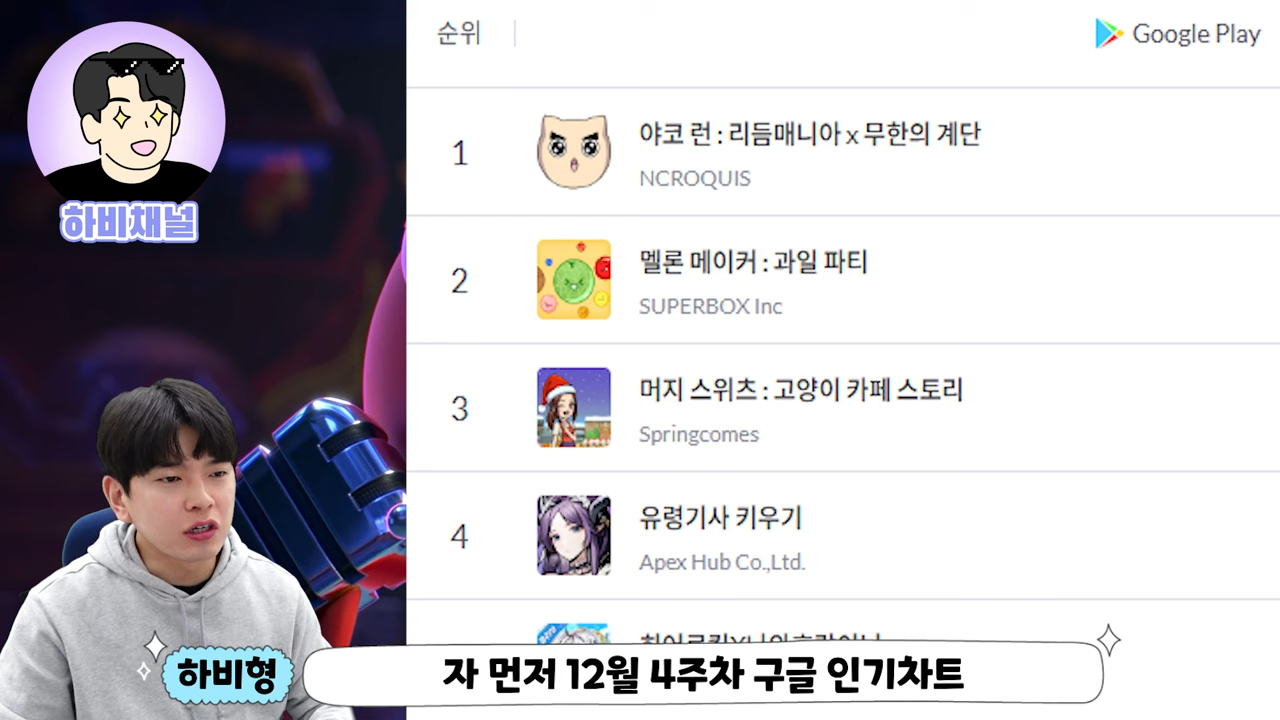 순위
Google Play
1
야코 런 : 리듬매니아 x 무한의 계단
NCROQUIS
2
멜론 메이커 : 과일 파티
SUPERBOX Inc
3
머지 스위츠 : 고양이 카페 스토리
Springcomes
4
유령기사 키우기
Apex Hub Co.,Ltd.
하비채널
하비형
자 먼저 12월 4주차 구글 인기차트